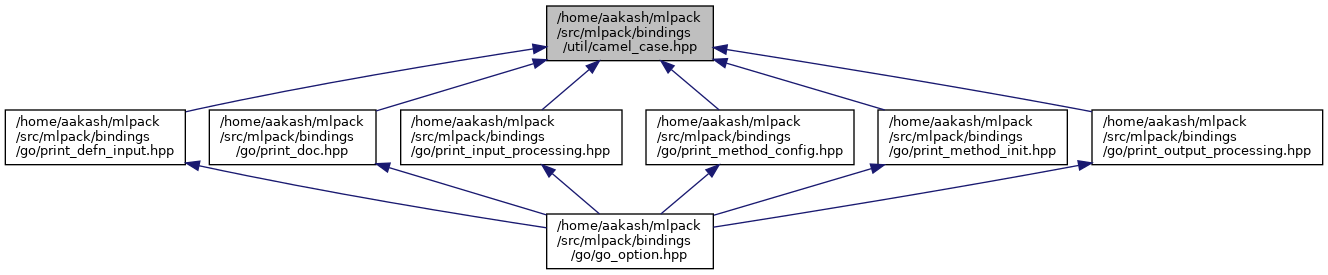 /home/aakash/mlpack
/src/mlpack/bindings
/util/camel_case.hpp
/home/aakash/mlpack
/src/mlpack/bindings
go/print_defn_input.hpp
/home/aakash/mlpack
/src/mlpack/bindings
/go/print_doc.hpp
/home/aakash/mlpack
/src/mlpack/bindings
/go/print_input_processing.hpp
/home/aakash/mlpack
/src/mlpack/bindings
/go/print_method_config.hpp
/home/aakash/mlpack
/src/mlpack/bindings
/go/print_method_init.hpp
/home/aakash/mlpack
/src/mlpack/bindings
/go/print_output_processing.hpp
/home/aakash/mlpack
/src/mlpack/bindings
/go/go_option.hpp